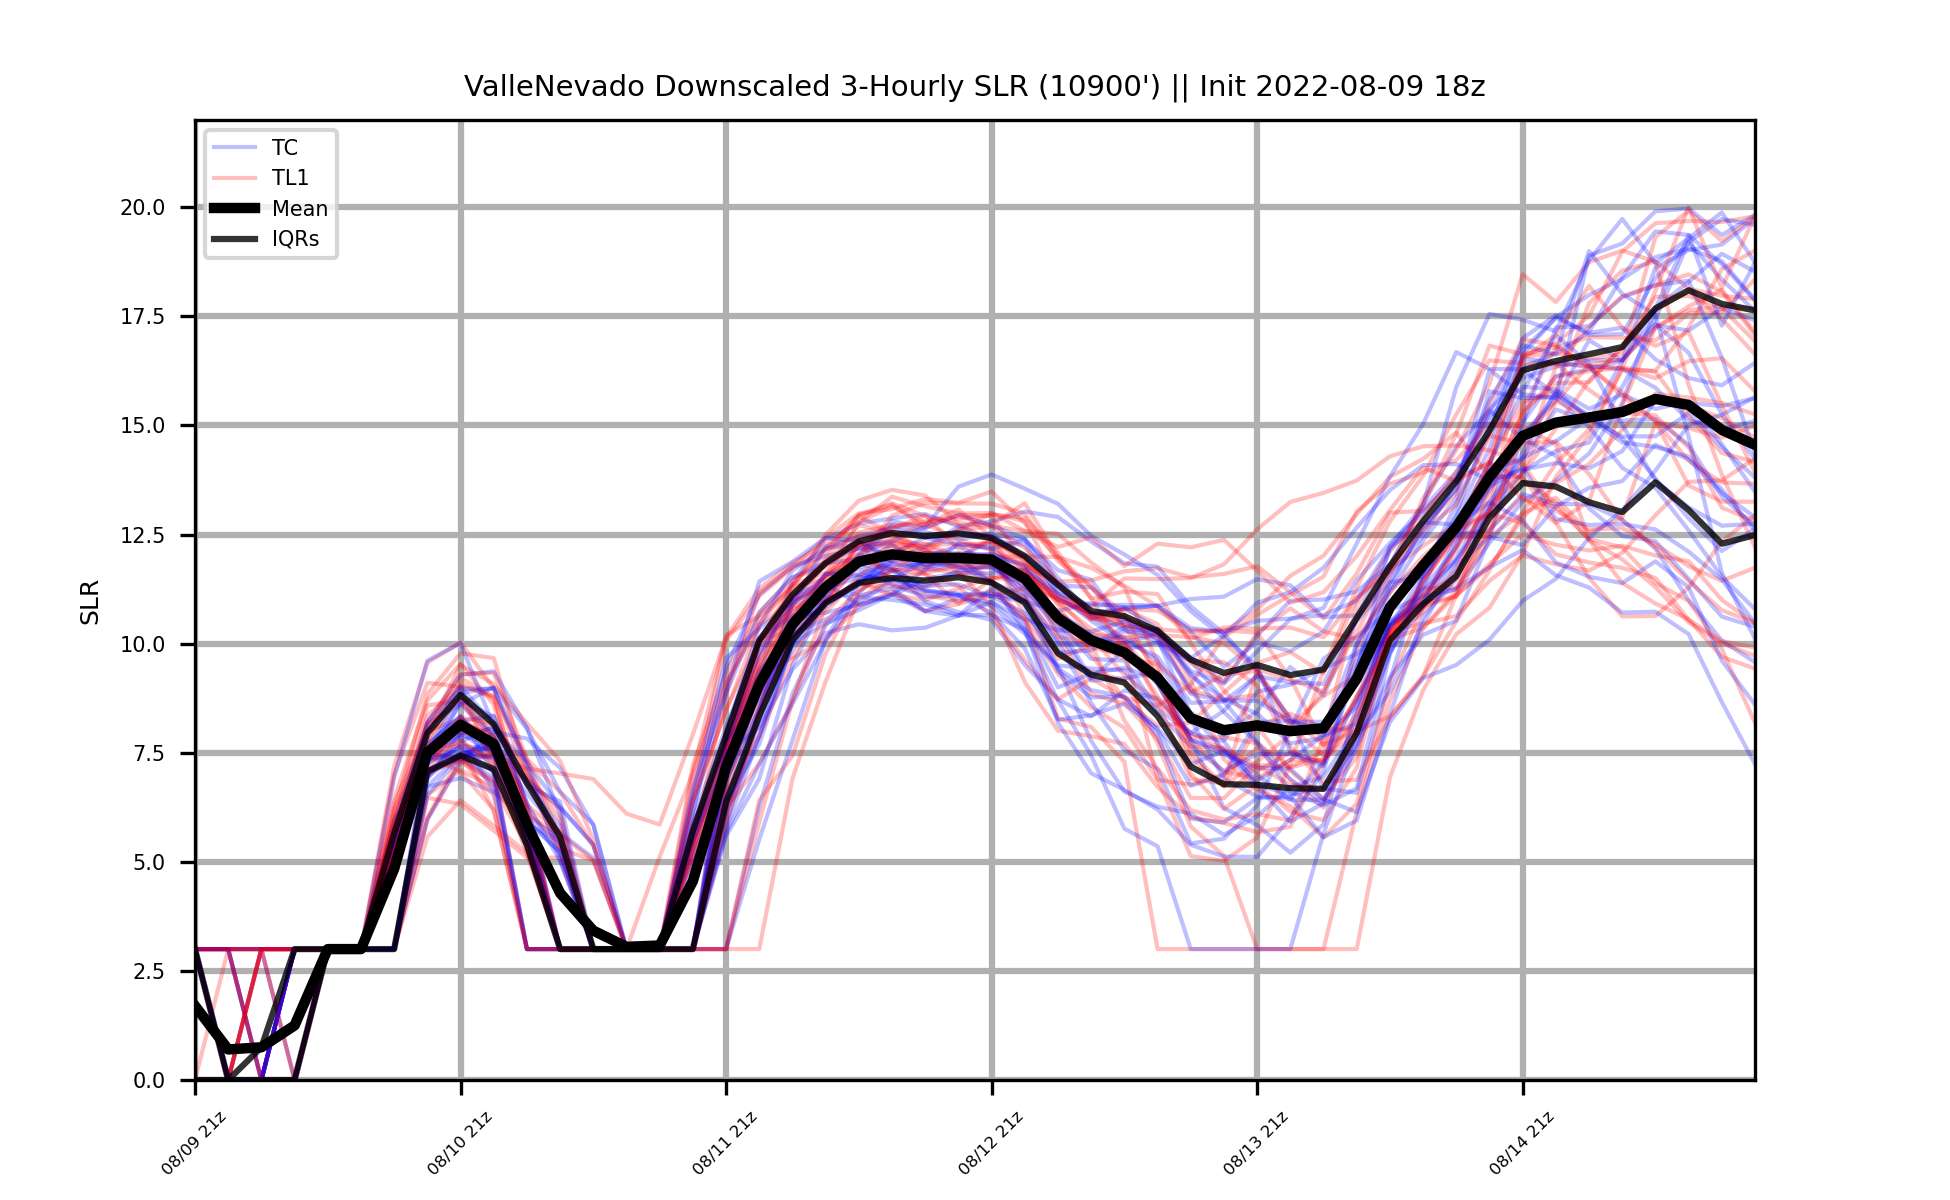 ValleNevado Downscaled 3-Hourly SLR (10900') || Init 2022-08-09 18z
TC
TL1
Mean
IQRs
SLR
20.0
17.5
15.0
12.5
10.0
7.5
5.0
2.5
0.0
08/09 21z
08/10 21z
08/11 21z
08/12 21z
08/13 21z
08/14 21z